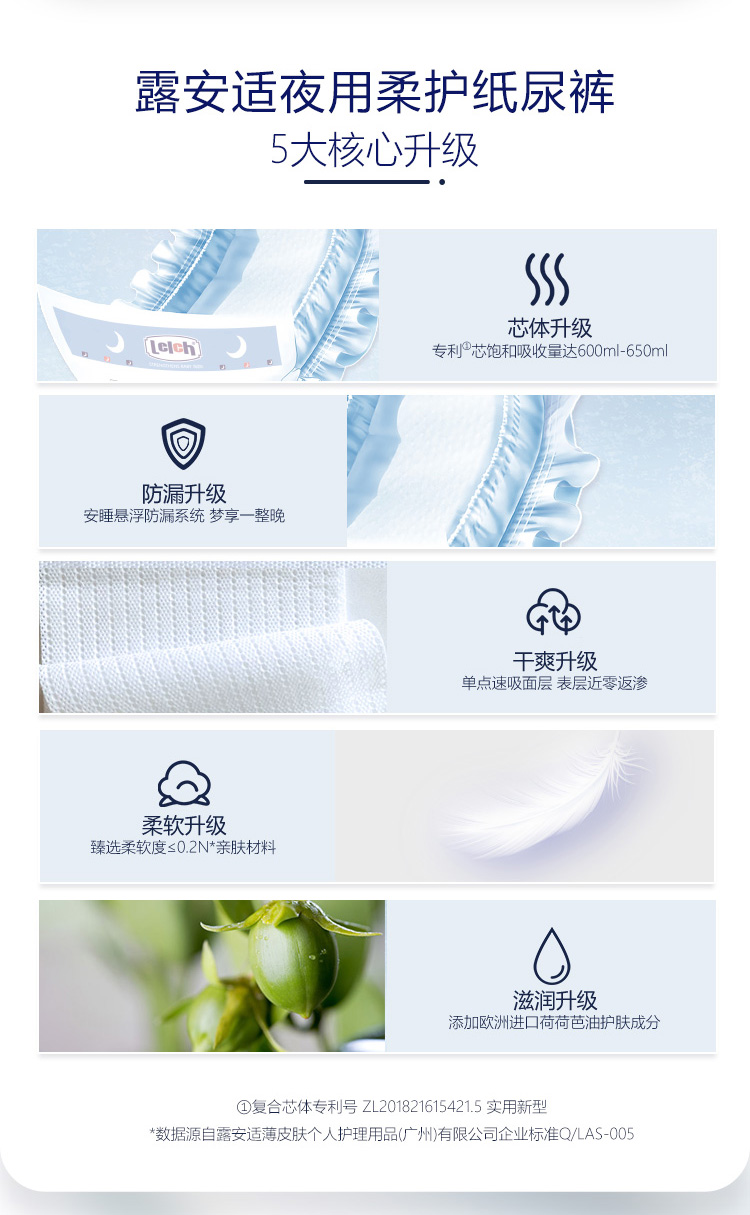 露安适夜用柔护纸尿裤
5大核心升级
Lelch
芯体升级
专利①芯饱和吸收量达600ml-650ml
防漏升级
安睡悬浮防漏系统 梦享一整晚
干爽升级
单点速吸面层 表层近零返渗
柔软升级
臻选柔软度≤0.2N*亲肤材料
滋润升级
添加欧洲进口荷荷芭油护肤成分
①复合芯体专利号 ZL201821615421.5 实用新型
*数据源自露安适薄皮肤个人护理用品(广州)有限公司企业标准Q/LAS-005